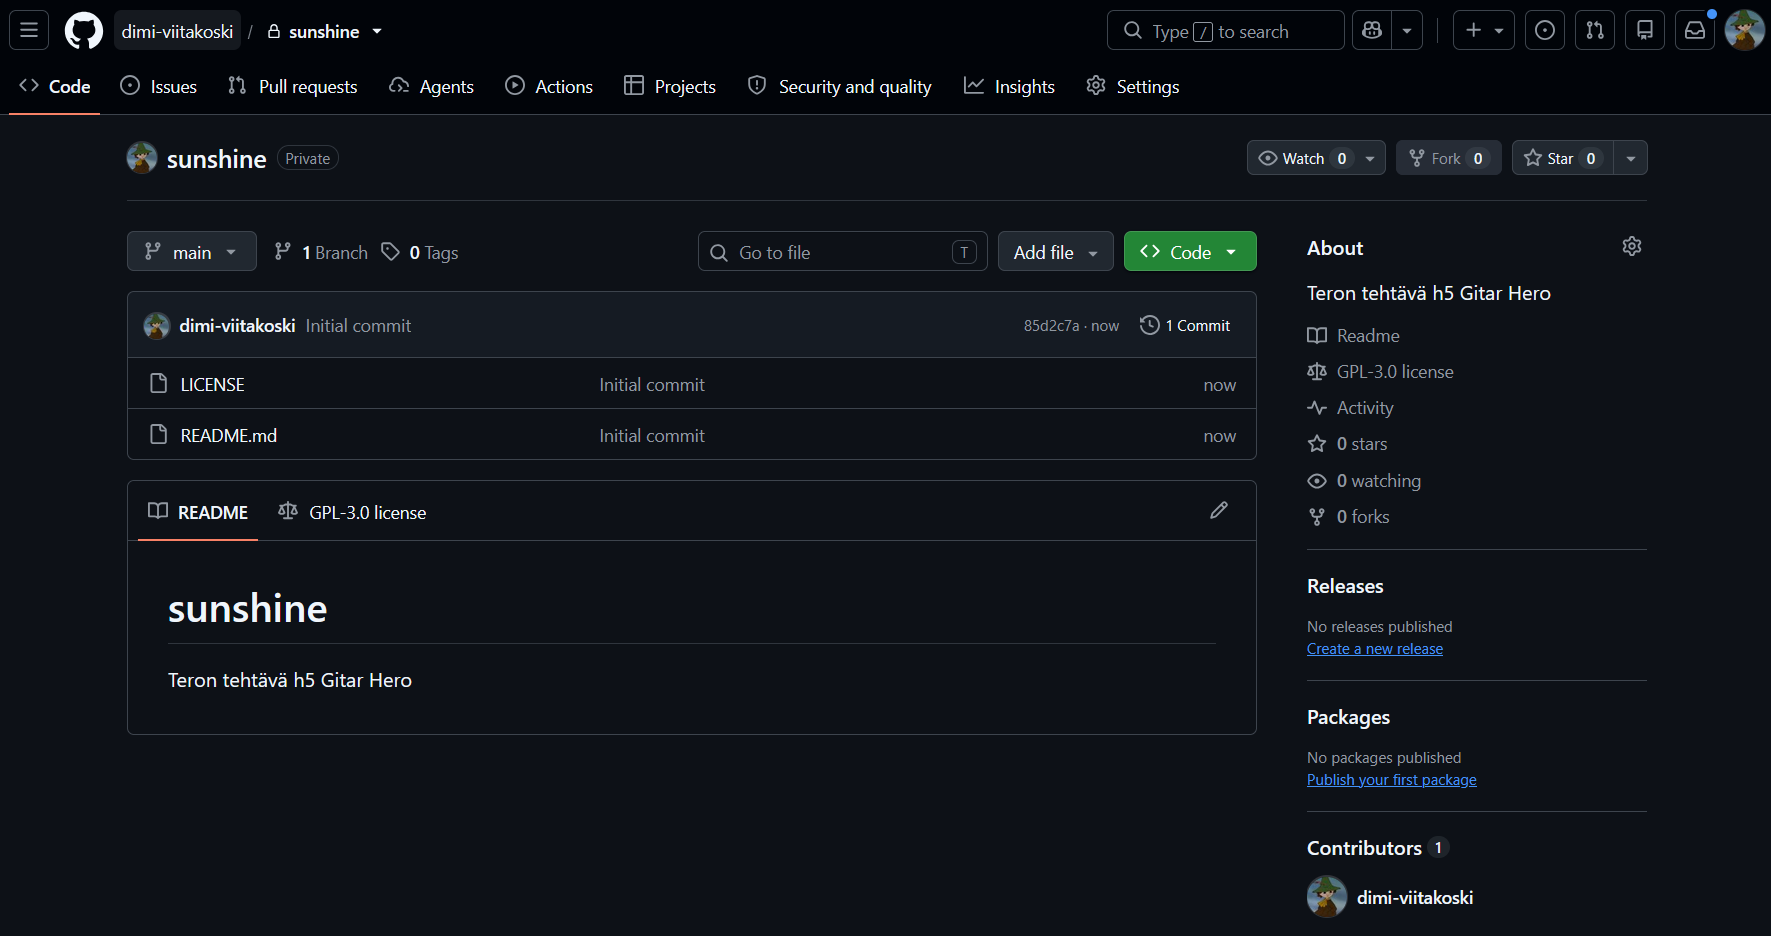 dimi-viitakoski / sunshine
Type / to search
Code Issues Pull requests Agents Actions Projects Security and quality Insights Settings
sunshine Private
Watch 0 Fork 0 Star 0
main 1 Branch 0 Tags Go to file T Add file Code
dimi-viitakoski Initial commit 85d2c7a · now 1 Commit
LICENSE Initial commit now
README.md Initial commit now
README GPL-3.0 license
sunshine
Teron tehtävä h5 Gitar Hero
About
Teron tehtävä h5 Gitar Hero
Readme
GPL-3.0 license
Activity
0 stars
0 watching
0 forks
Releases
No releases published
Create a new release
Packages
No packages published
Publish your first package
Contributors 1
dimi-viitakoski